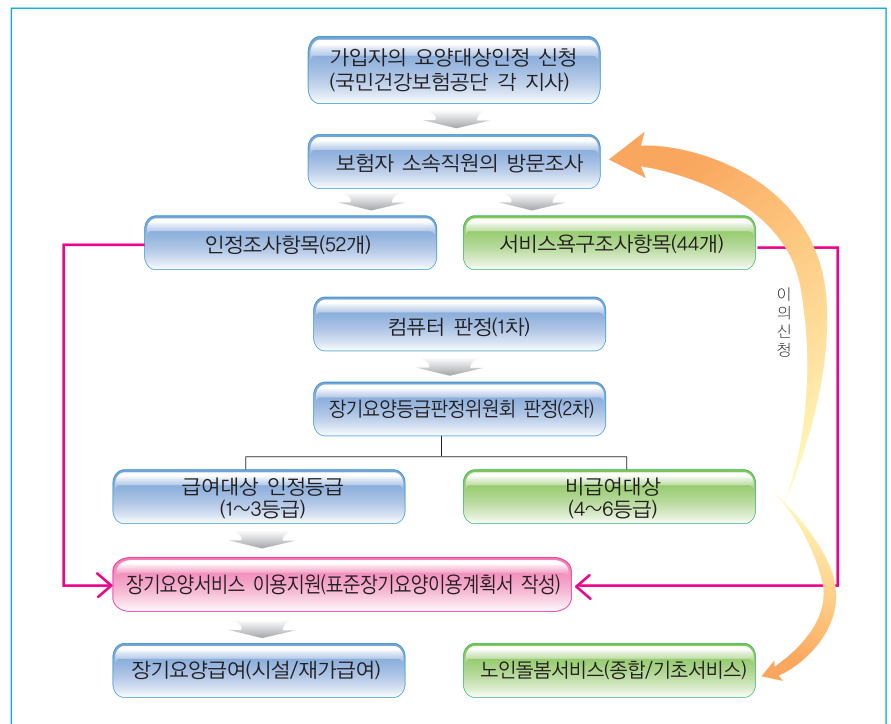 가입자의 요양대상인정 신청
(국민건강보험공단 각 지사)
보험자 소속직원의 방문조사
인정조사항목(52개)
서비스욕구조사항목(44개)
이의신청
컴퓨터 판정(1차)
장기요양등급판정위원회 판정(2차)
급여대상 인정등급
(1~3등급)
비급여대상
(4~6등급)
장기요양서비스 이용지원(표준장기요양이용계획서 작성)
장기요양급여(시설/재가급여)
노인돌봄서비스(종합/기초서비스)